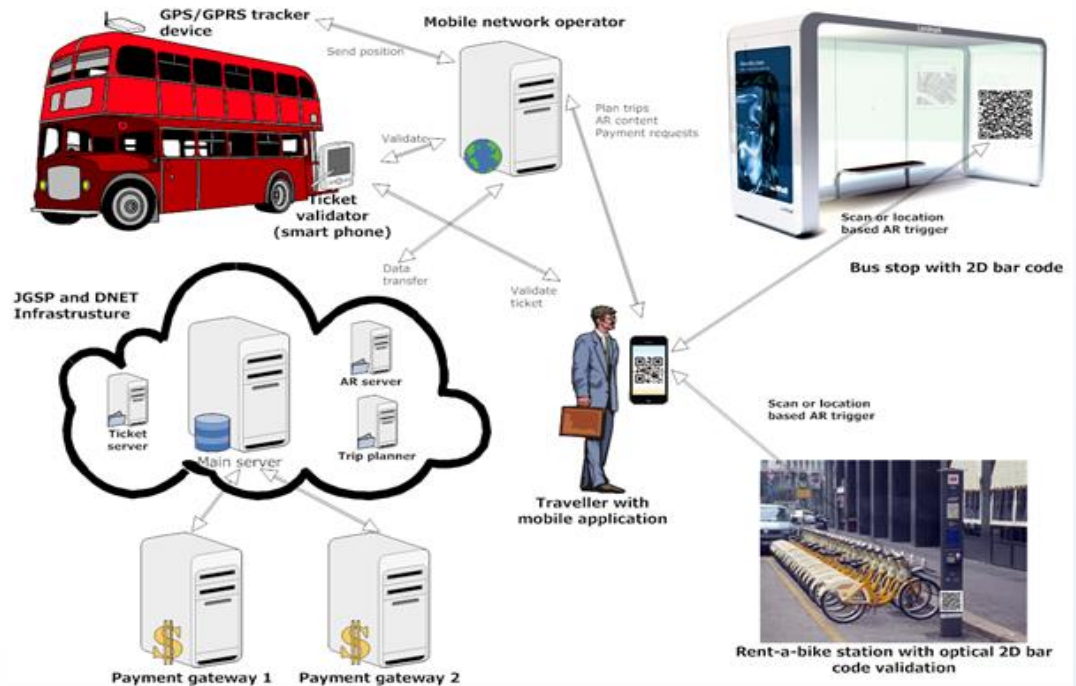 GPS/GPRS tracker
device
Mobile network operator
Send position
Plan trips
AR content
Payment requests
Validate
Ticket
validator
(smart phone)
Scan or location
based AR trigger
Bus stop with 2D bar code
Data
transfer
Validate
ticket
JGSP and DNET
Infrastrusture
AR server
Ticket
server
Trip planner
Main server
Scan or location
based AR trigger
Traveller with
mobile application
Rent-a-bike station with optical 2D bar
code validation
Payment gateway 1
Payment gateway 2